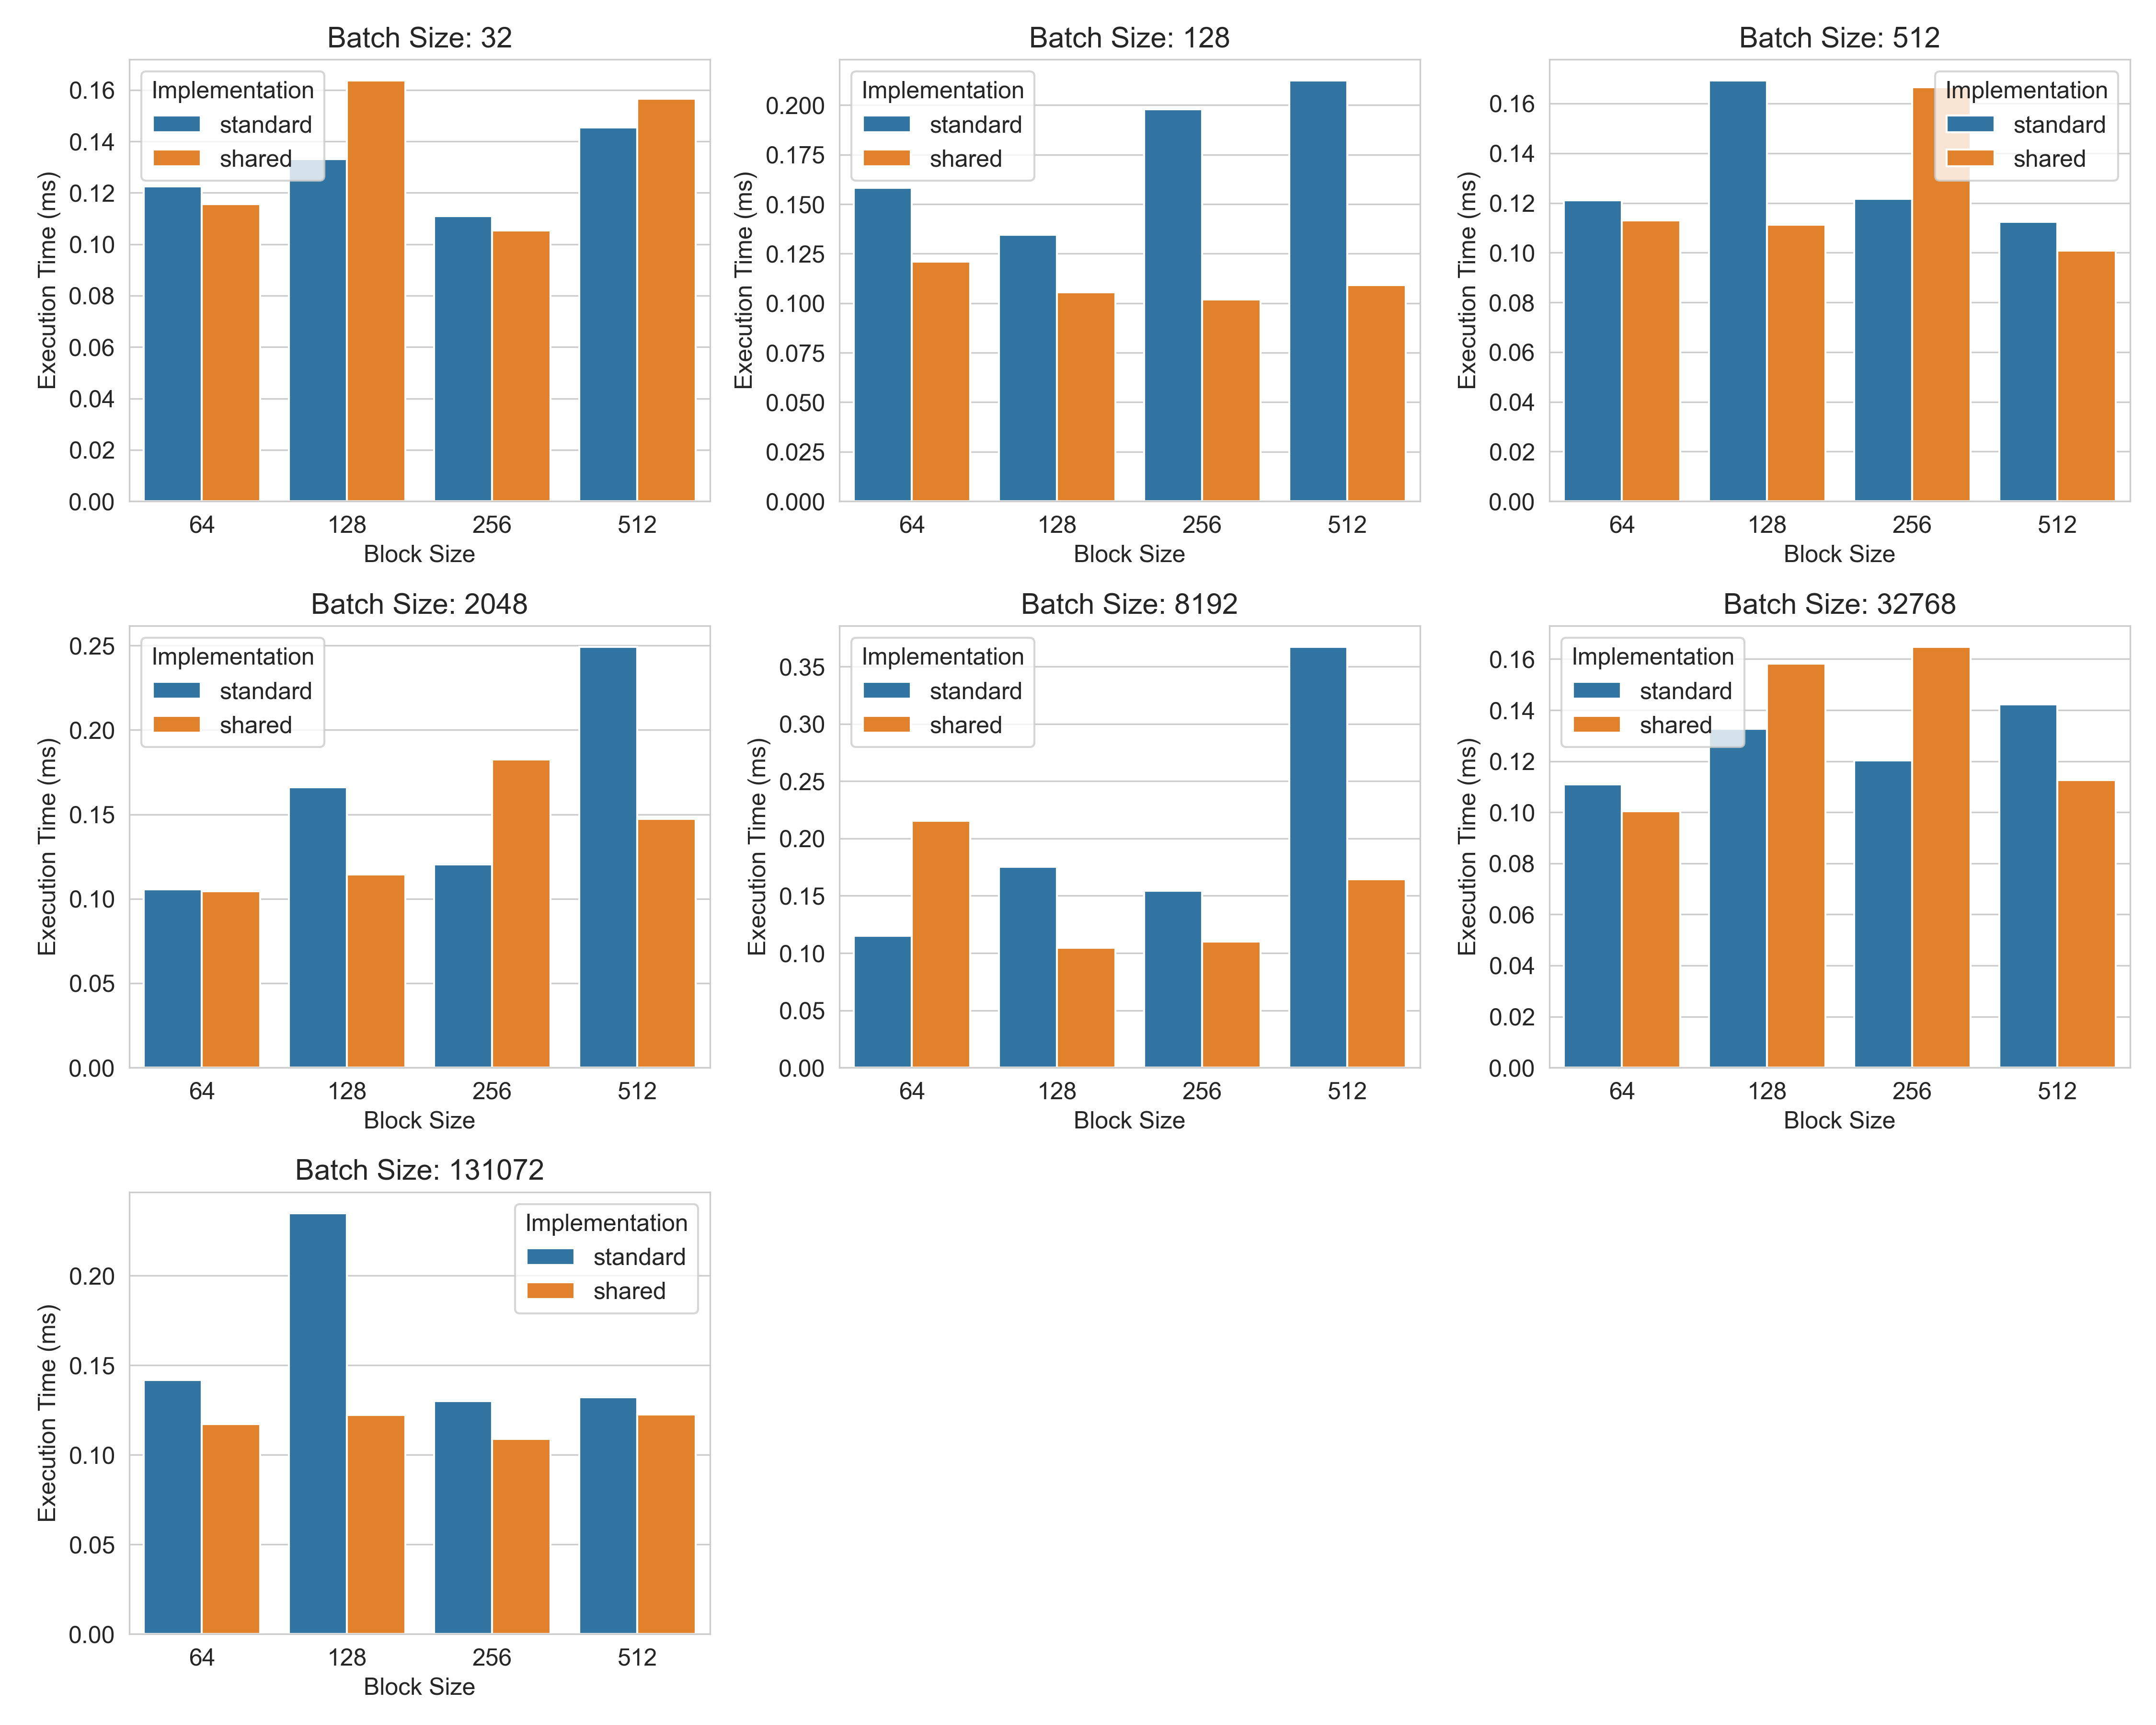 Batch Size: 32
Execution Time (ms)
0.16
0.14
0.12
0.10
0.08
0.06
0.04
0.02
0.00
Implementation
standard
shared
64 128 256 512
Block Size
Batch Size: 128
Execution Time (ms)
0.200
0.175
0.150
0.125
0.100
0.075
0.050
0.025
0.000
Implementation
standard
shared
64 128 256 512
Block Size
Batch Size: 512
Execution Time (ms)
0.16
0.14
0.12
0.10
0.08
0.06
0.04
0.02
0.00
Implementation
standard
shared
64 128 256 512
Block Size
Batch Size: 2048
Execution Time (ms)
0.25
0.20
0.15
0.10
0.05
0.00
Implementation
standard
shared
64 128 256 512
Block Size
Batch Size: 8192
Execution Time (ms)
0.35
0.30
0.25
0.20
0.15
0.10
0.05
0.00
Implementation
standard
shared
64 128 256 512
Block Size
Batch Size: 32768
Execution Time (ms)
0.16
0.14
0.12
0.10
0.08
0.06
0.04
0.02
0.00
Implementation
standard
shared
64 128 256 512
Block Size
Batch Size: 131072
Execution Time (ms)
0.20
0.15
0.10
0.05
0.00
Implementation
standard
shared
64 128 256 512
Block Size